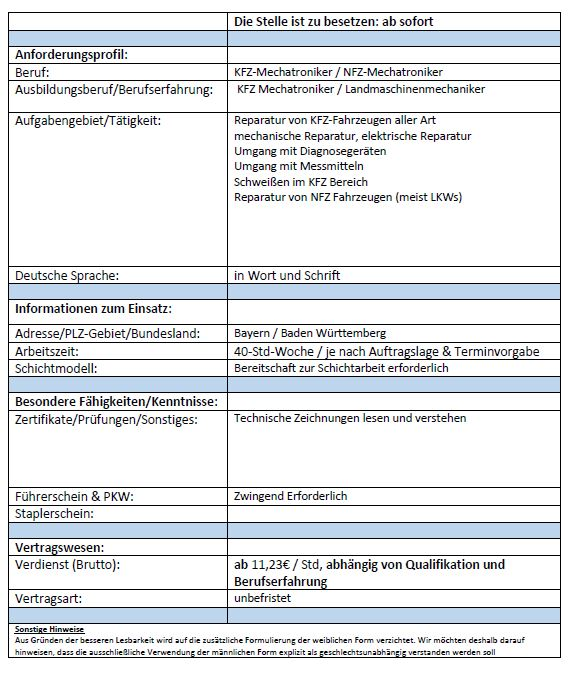 Die Stelle ist zu besetzen: ab sofort
Anforderungsprofil:
Beruf: KFZ-Mechatroniker / NFZ-Mechatroniker
Ausbildungsberuf/Berufserfahrung: KFZ Mechatroniker / Landmaschinenmechaniker
Aufgabengebiet/Tätigkeit: Reparatur von KFZ-Fahrzeugen aller Art
mechanische Reparatur, elektrische Reparatur
Umgang mit Diagnosegeräten
Umgang mit Messmitteln
Schweißen im KFZ Bereich
Reparatur von NFZ Fahrzeugen (meist LKWs)
Deutsche Sprache: in Wort und Schrift
Informationen zum Einsatz:
Adresse/PLZ-Gebiet/Bundesland: Bayern / Baden Württemberg
Arbeitszeit: 40-Std-Woche / je nach Auftragslage & Terminvorgabe
Schichtmodell: Bereitschaft zur Schichtarbeit erforderlich
Besondere Fähigkeiten/Kenntnisse:
Zertifikate/Prüfungen/Sonstiges: Technische Zeichnungen lesen und verstehen
Führerschein & PKW: Zwingend Erforderlich
Staplerschein:
Vertragswesen:
Verdienst (Brutto): ab 11,23€ / Std, abhängig von Qualifikation und
Berufserfahrung
Vertragsart: unbefristet
Sonstige Hinweise
Aus Gründen der besseren Lesbarkeit wird auf die zusätzliche Formulierung der weiblichen Form verzichtet. Wir möchten deshalb darauf
hinweisen, dass die ausschließliche Verwendung der männlichen Form explizit als geschlechtsunabhängig verstanden werden soll